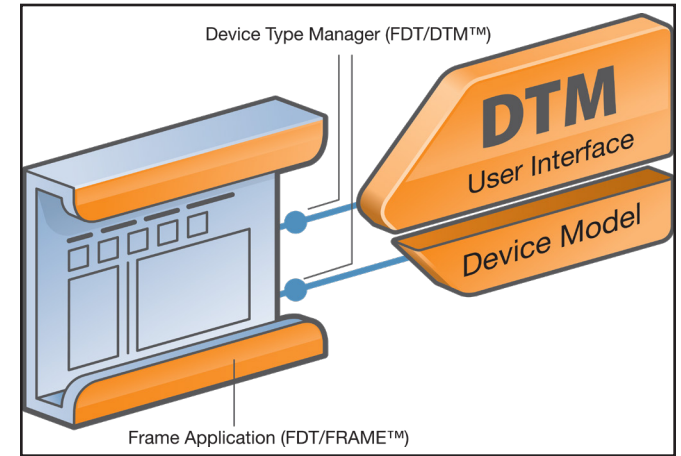 Device Type Manager (FDT/DTM™)
DTM
User Interface
Device Model
Frame Application (FDT/FRAME™)